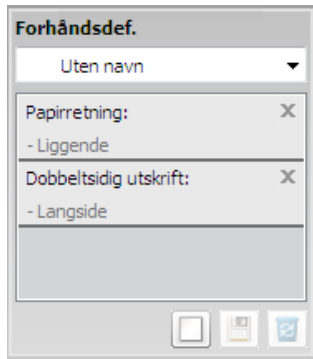 Forhåndsdef.
Uten navn
Papirretning:
- Liggende
Dobbeltsidig utskrift:
- Langside